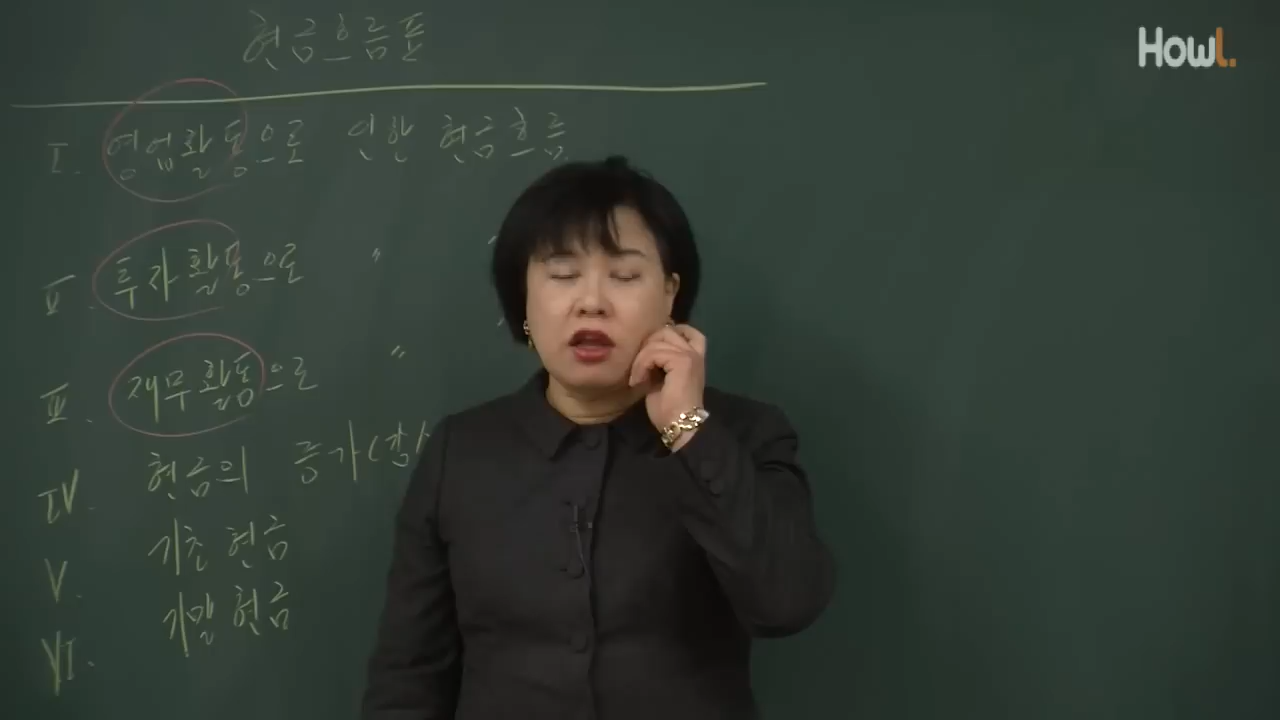 현금흐름표
Howl.
I. 영업활동으로 인한 현금흐름
II. 투자활동으로 〃 〃
III. 재무활동으로 〃
IV. 현금의 증가(감소
V. 기초 현금
VI. 기말 현금